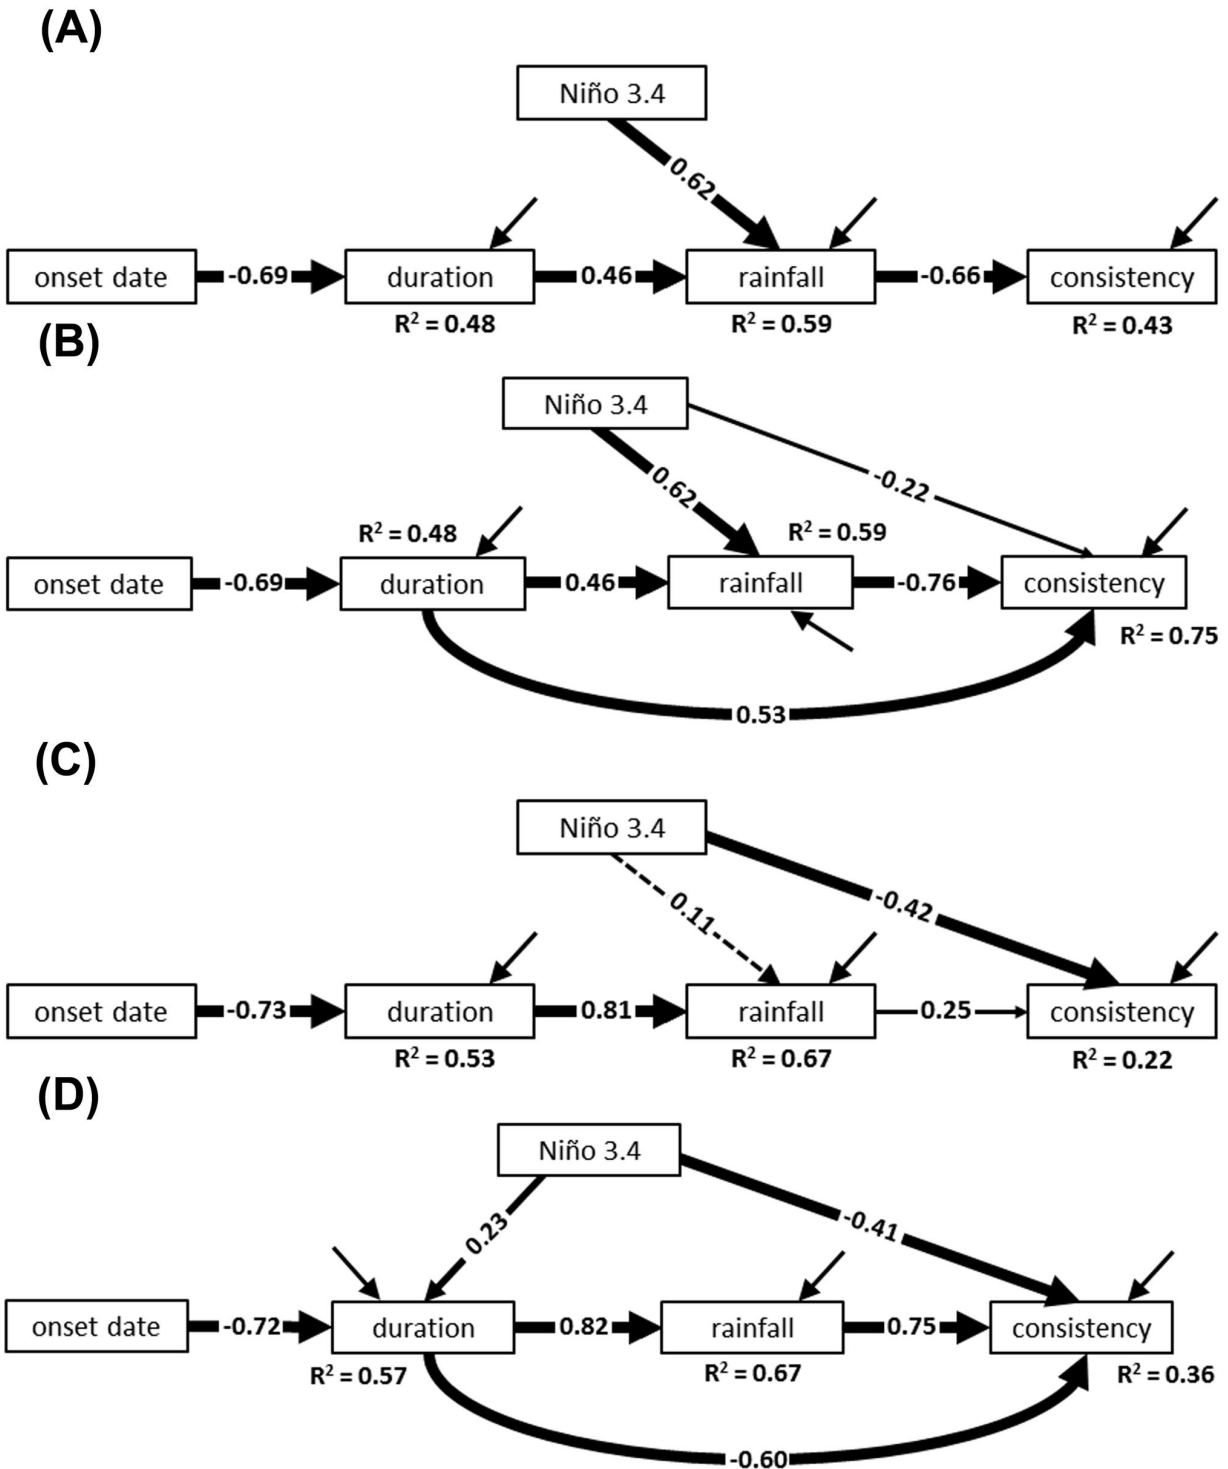 (A)
Niño 3.4
0.62
onset date
-0.69
duration
0.46
rainfall
-0.66
consistency
R² = 0.48
R² = 0.59
R² = 0.43
(B)
Niño 3.4
-0.22
0.62
R² = 0.48
R² = 0.59
onset date
-0.69
duration
0.46
rainfall
-0.76
consistency
R² = 0.75
0.53
(C)
Niño 3.4
-0.42
0.11
onset date
-0.73
duration
0.81
rainfall
0.25
consistency
R² = 0.53
R² = 0.67
R² = 0.22
(D)
Niño 3.4
0.23
-0.41
onset date
-0.72
duration
0.82
rainfall
0.75
consistency
R² = 0.57
R² = 0.67
R² = 0.36
-0.60